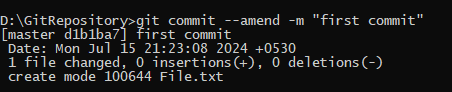 D:\GitRepository>git commit --amend -m "first commit"
[master d1b1ba7] first commit
Date: Mon Jul 15 21:23:08 2024 +0530
1 file changed, 0 insertions(+), 0 deletions(-)
create mode 100644 File.txt